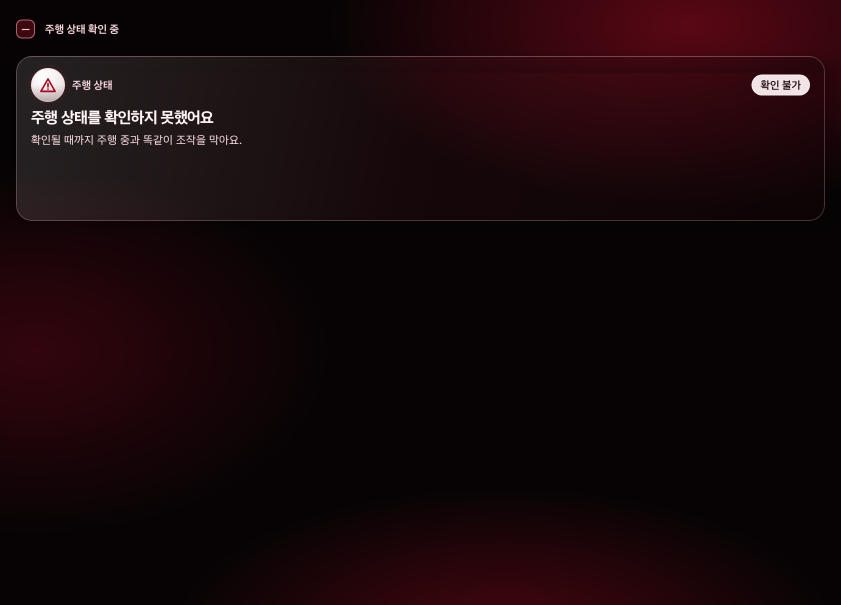 주행 상태 확인 중
주행 상태
확인 불가
주행 상태를 확인하지 못했어요
확인될 때까지 주행 중과 똑같이 조작을 막아요.